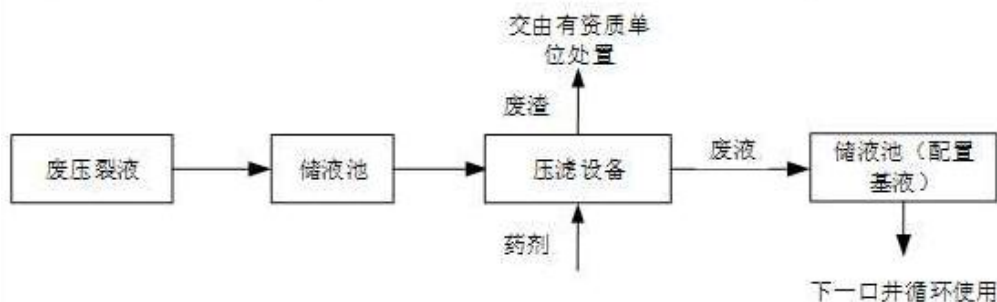 交由有资质单
位处置
废渣
废压裂液
储液池
压滤设备
废液
储液池（配置
基液）
药剂
下一口井循环使用